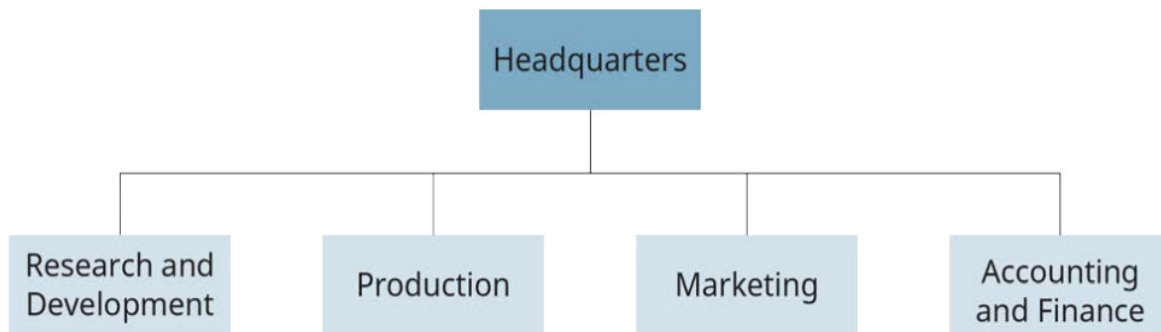 Headquarters
Research and
Development
Production
Marketing
Accounting
and Finance